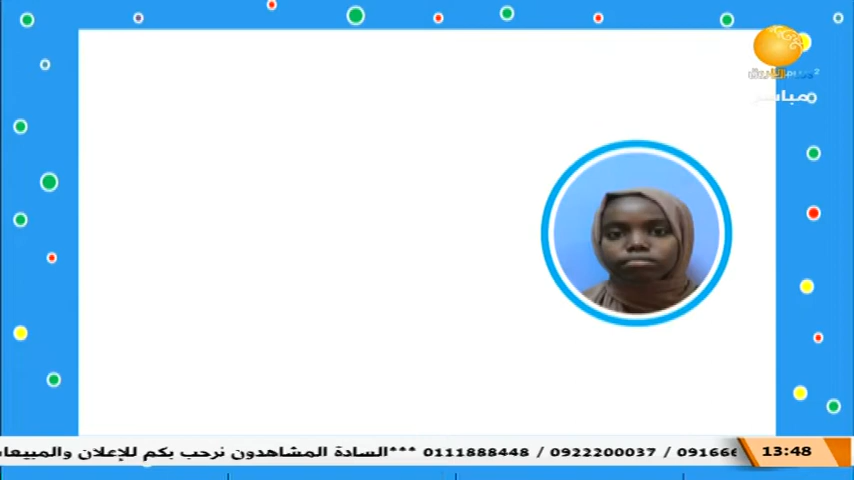 مباشر
السادة المشاهدون نرحب بكم للإعلان والمبيعا*** 0111888448 / 0922200037 / 091666
13:48